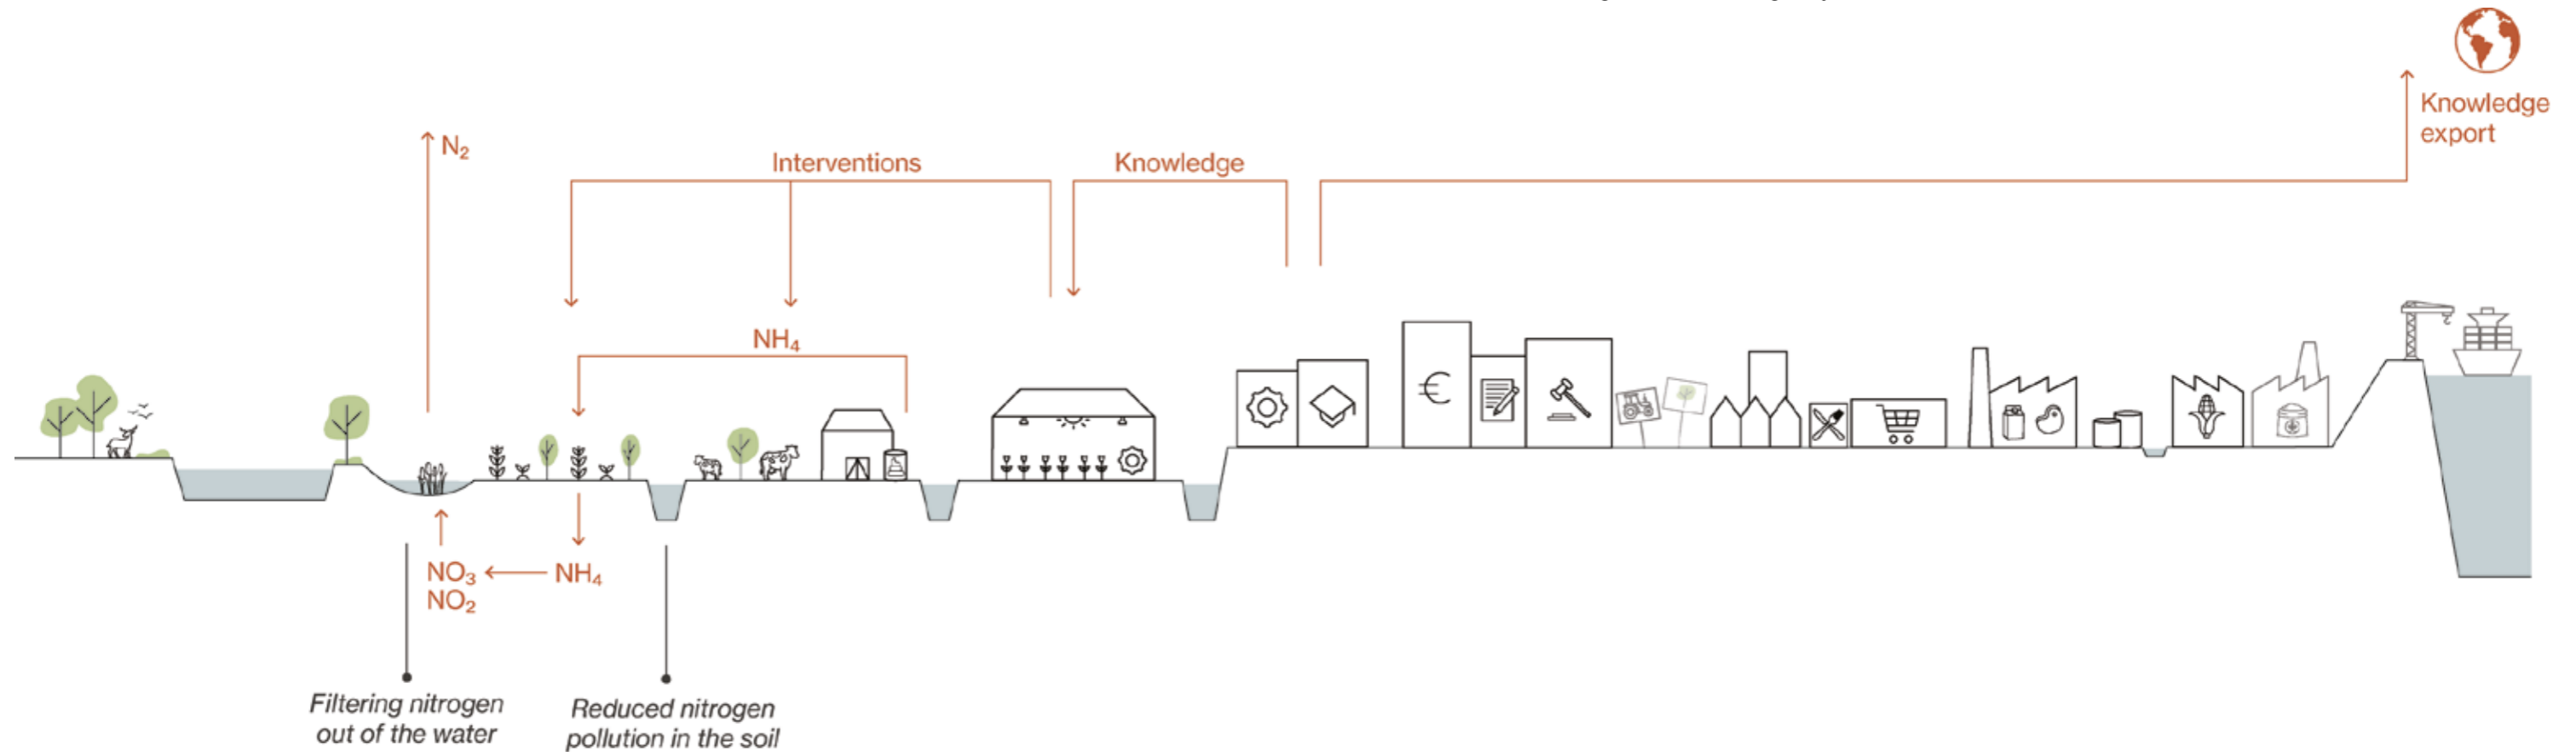 Knowledge
export
N₂
Interventions
Knowledge
NH₄
€
NO₃
NH₄
NO₂
Filtering nitrogen
out of the water
Reduced nitrogen
pollution in the soil